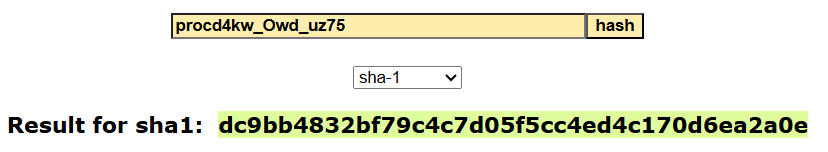 procd4kw_Owd_uz75 hash
sha-1
Result for sha1: dc9bb4832bf79c4c7d05f5cc4ed4c170d6ea2a0e